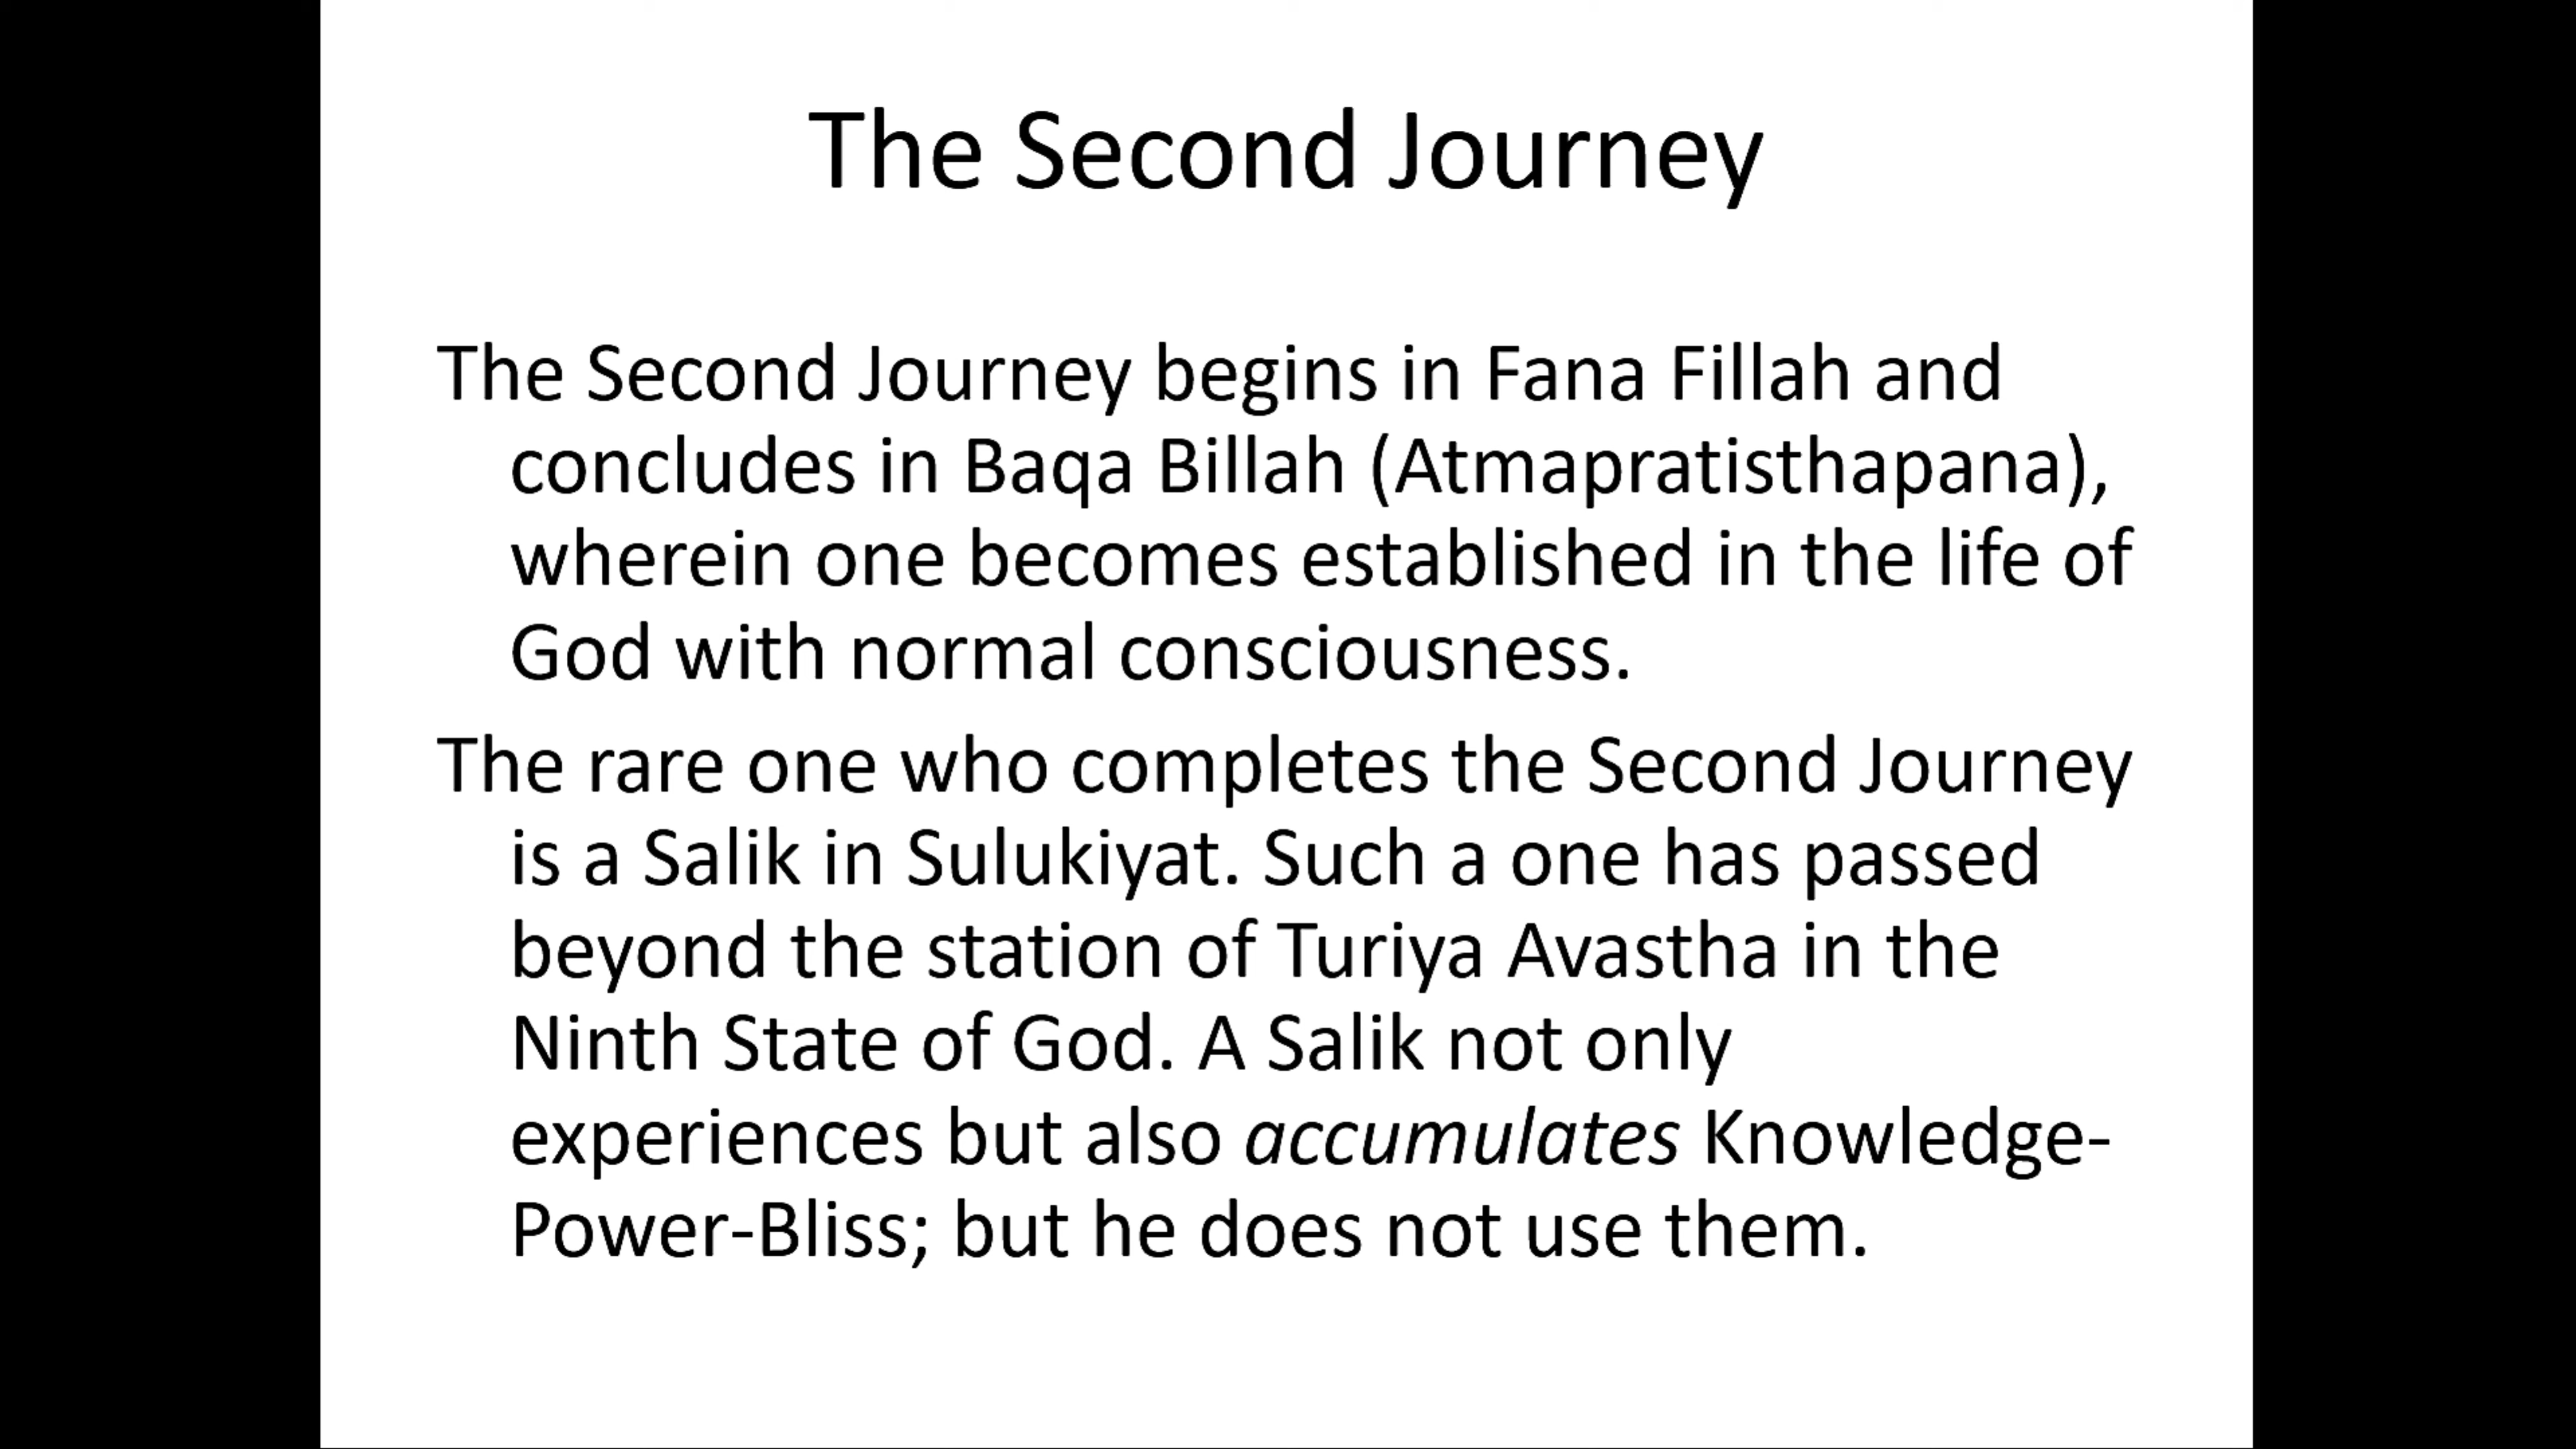 The Second Journey
The Second Journey begins in Fana Fillah and
concludes in Baqa Billah (Atmapratisthapana),
wherein one becomes established in the life of
God with normal consciousness.
The rare one who completes the Second Journey
is a Salik in Sulukiyat. Such a one has passed
beyond the station of Turiya Avastha in the
Ninth State of God. A Salik not only
experiences but also accumulates Knowledge-
Power-Bliss; but he does not use them.